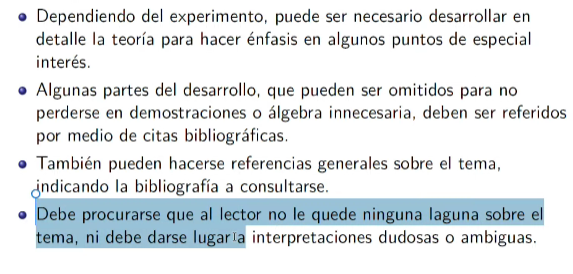 Dependiendo del experimento, puede ser necesario desarrollar en
detalle la teoría para hacer énfasis en algunos puntos de especial
interés.
Algunas partes del desarrollo, que pueden ser omitidos para no
perderse en demostraciones o álgebra innecesaria, deben ser referidos
por medio de citas bibliográficas.
También pueden hacerse referencias generales sobre el tema,
indicando la bibliografía a consultarse.
Debe procurarse que al lector no le quede ninguna laguna sobre el
tema, ni debe darse lugar a interpretaciones dudosas o ambiguas.